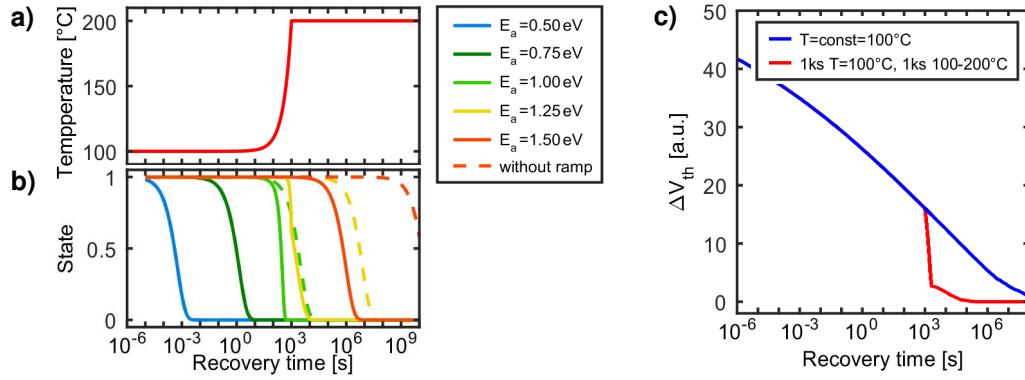 a)
Tempperature [°C]
200
150
100
E_a=0.50 eV
E_a=0.75 eV
E_a=1.00 eV
E_a=1.25 eV
E_a=1.50 eV
without ramp
b)
State
1
0.5
0
10^-6 10^-3 10^0 10^3 10^6 10^9
Recovery time [s]
c)
ΔV_th [a.u.]
50
40
30
20
10
0
T=const=100°C
1ks T=100°C, 1ks 100-200°C
10^-6 10^-3 10^0 10^3 10^6
Recovery time [s]